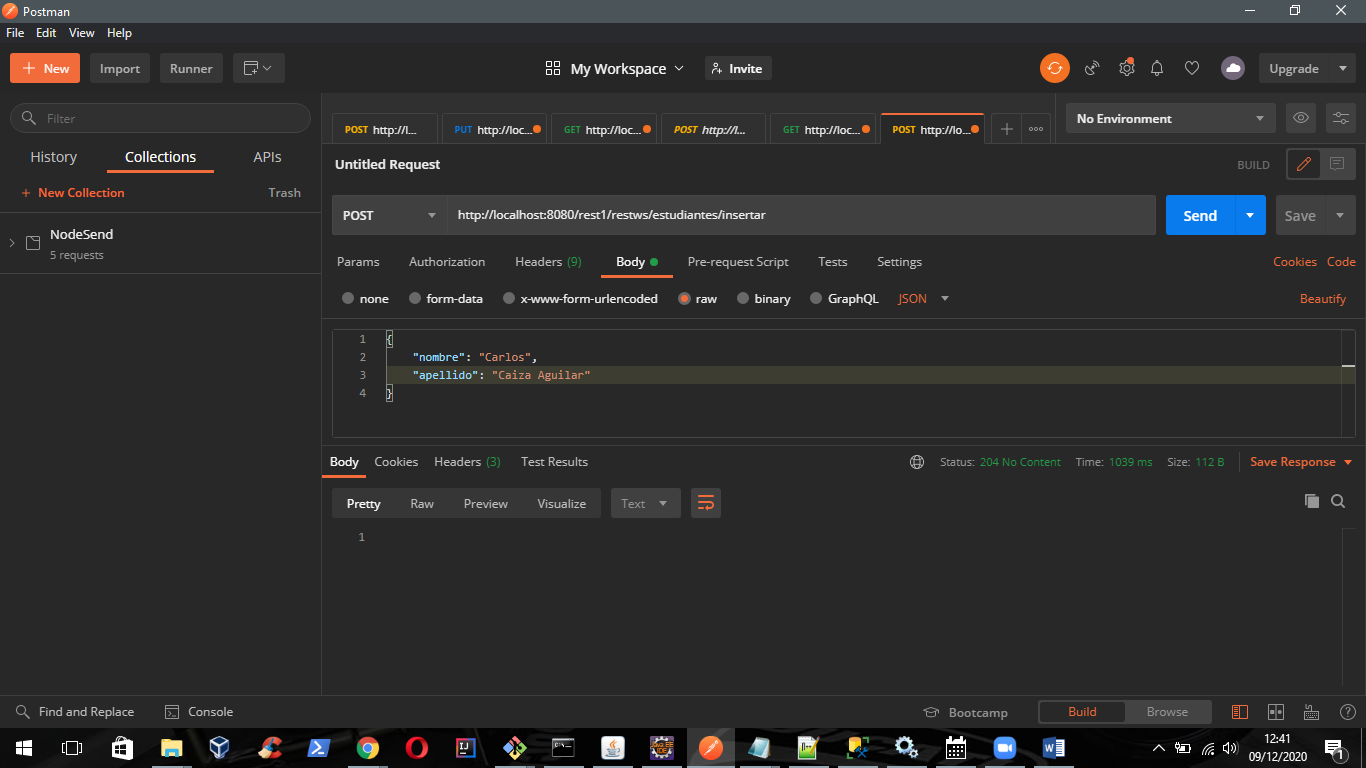 Postman
File Edit View Help
+ New Import Runner My Workspace Invite Upgrade
Filter
History Collections APIs
+ New Collection Trash
NodeSend
5 requests
POST http://l... PUT http://loc... GET http://loc... POST http://l... GET http://loc... POST http://lo... + ooo No Environment
Untitled Request BUILD
POST http://localhost:8080/rest1/restws/estudiantes/insertar Send Save
Params Authorization Headers (9) Body Pre-request Script Tests Settings Cookies Code
none form-data x-www-form-urlencoded raw binary GraphQL JSON Beautify
1 {
2 "nombre": "Carlos",
3 "apellido": "Caiza Aguilar"
4 }
Body Cookies Headers (3) Test Results Status: 204 No Content Time: 1039 ms Size: 112 B Save Response
Pretty Raw Preview Visualize Text
1
Find and Replace Console Bootcamp Build Browse ?
12:41
09/12/2020
1